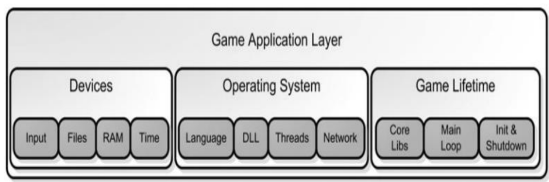 Game Application Layer
Devices
Operating System
Game Lifetime
Input
Files
RAM
Time
Language
DLL
Threads
Network
Core
Libs
Main
Loop
Init &
Shutdown